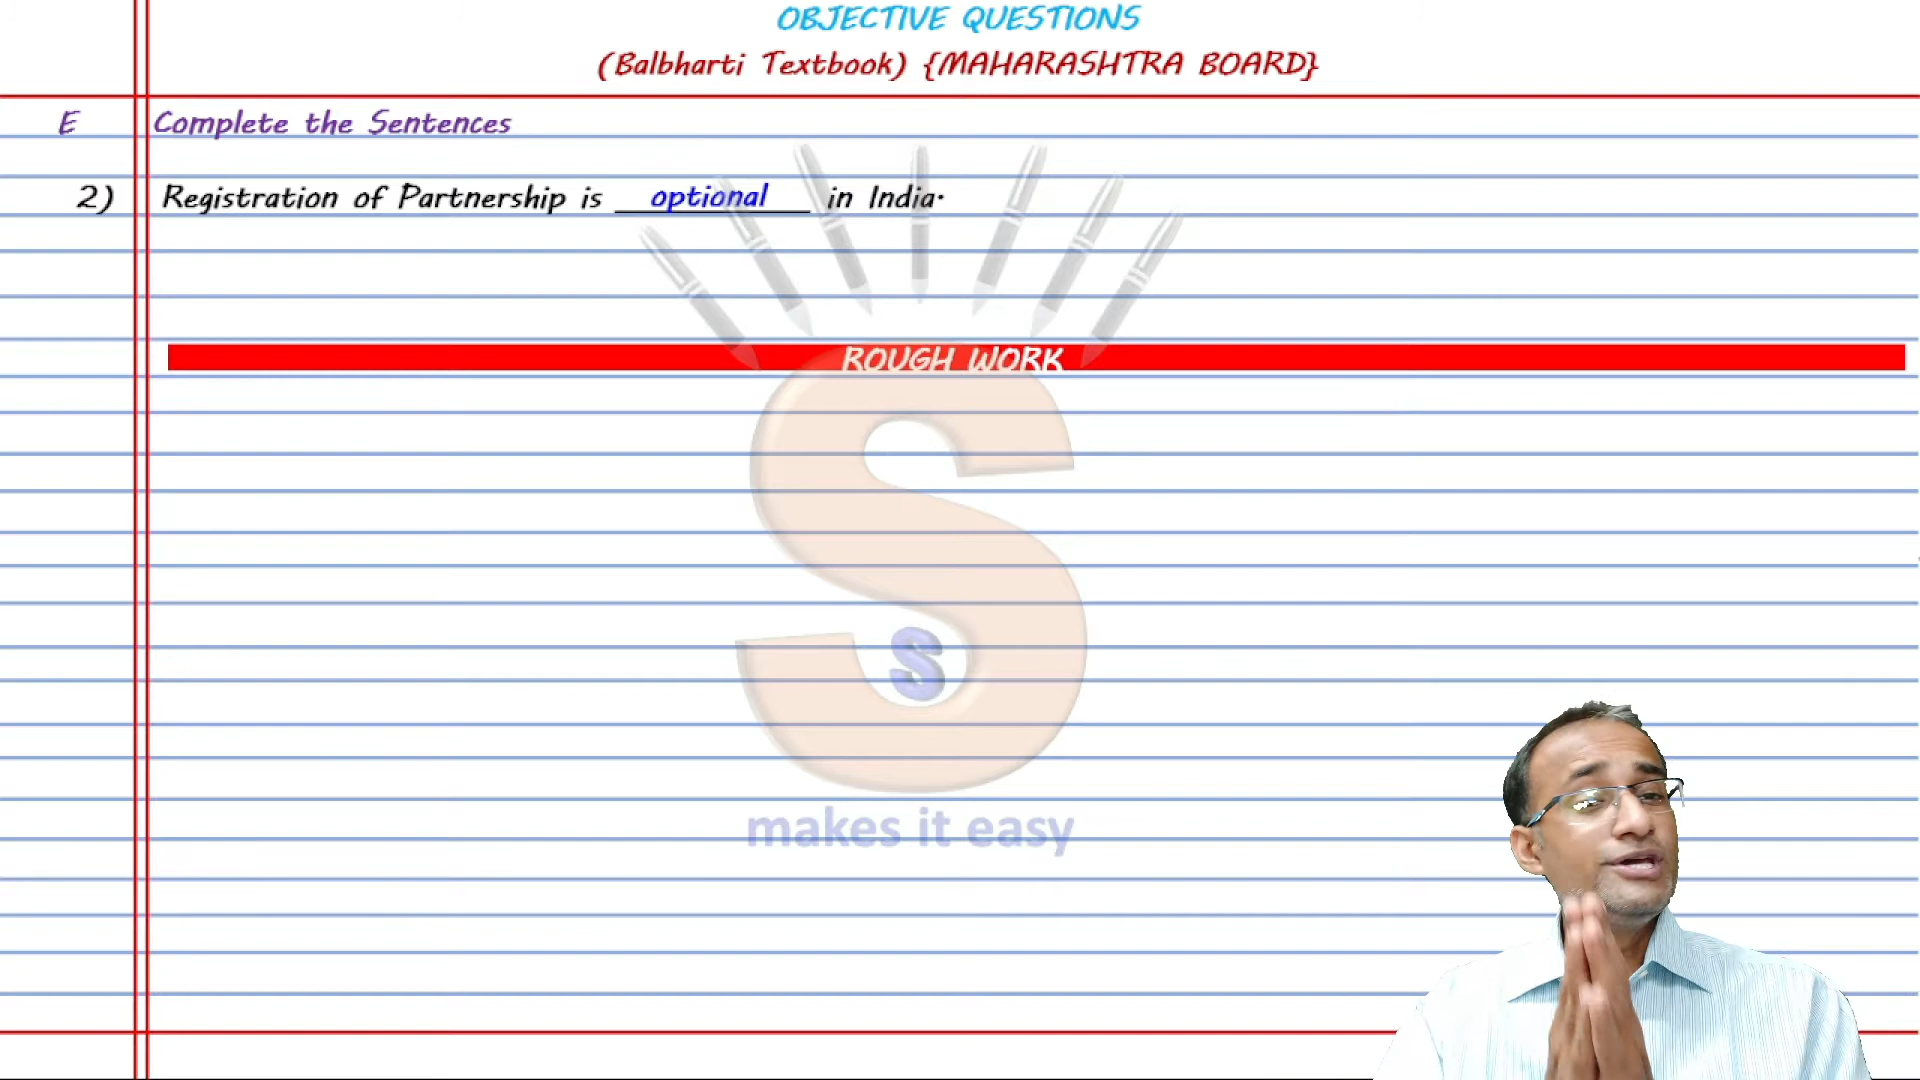 OBJECTIVE QUESTIONS
(Balbharti Textbook) {MAHARASHTRA BOARD}
E Complete the Sentences
2) Registration of Partnership is optional in India.
ROUGH WORK
S
S
makes it easy